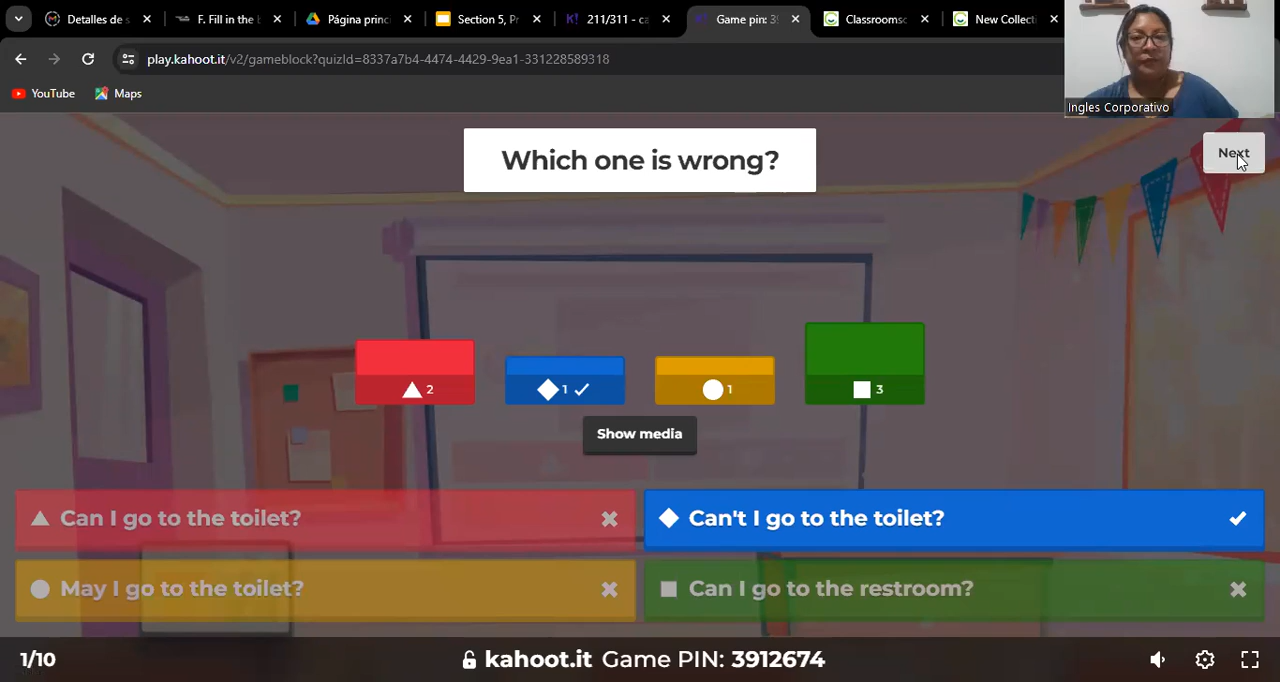 Detalles de s
F. Fill in the b
Página princ
Section 5, Pr
211/311 - ca
Game pin: 39
Classroomsc
New Collecti
play.kahoot.it/v2/gameblock?quizId=8337a7b4-4474-4429-9ea1-331228589318
YouTube
Maps
Ingles Corporativo
Which one is wrong?
Next
2
1
1
3
Show media
Can I go to the toilet?
Can't I go to the toilet?
May I go to the toilet?
Can I go to the restroom?
1/10
kahoot.it Game PIN: 3912674